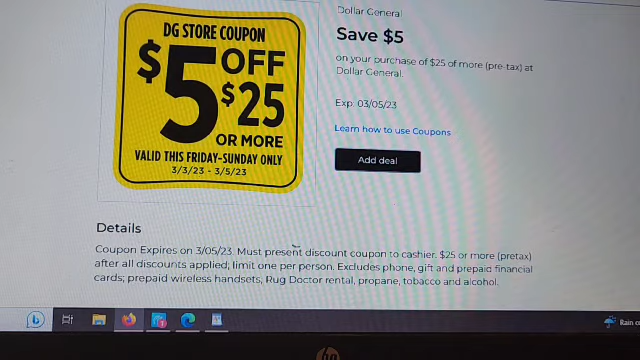 DG STORE COUPON
$5 OFF
$25
OR MORE
VALID THIS FRIDAY-SUNDAY ONLY
3/3/23 - 3/5/23
Dollar General
Save $5
on your purchase of $25 of more (pre-tax) at
Dollar General.
Exp. 03/05/23
Learn how to use Coupons
Add deal
Details
Coupon Expires on 3/05/23. Must present discount coupon to cashier. $25 or more (pretax)
after all discounts applied; limit one per person. Excludes phone, gift and prepaid financial
cards; prepaid wireless handsets, Rug Doctor rental, propane, tobacco and alcohol.
Rain
hp